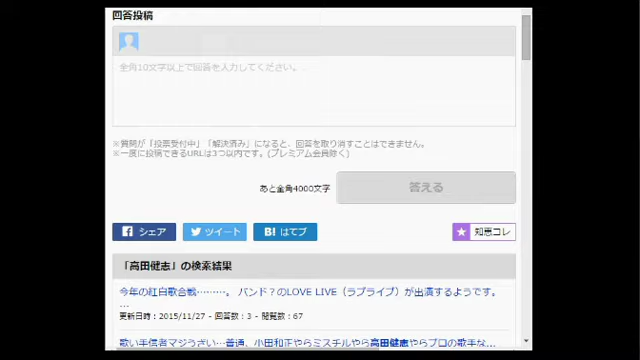 回答投稿
全角10文字以上で回答を入力してください。
※質問が「投票受付中」「解決済み」になると、回答を取り消すことはできません。
※一度に投稿できるURLは3つ以内です。(プレミアム会員除く)
あと全角4000文字
答える
シェア
ツイート
B! はてブ
知恵コレ
「高田健志」の検索結果
今年の紅白歌合戦………。 バンド？のLOVE LIVE（ラブライブ）が出演するようです。
…
更新日時：2015/11/27 - 回答数：3 - 閲覧数：67
歌い手信者マジうさい…普通、小田和正やらミスチルやら高田健志やらプロの歌手な…